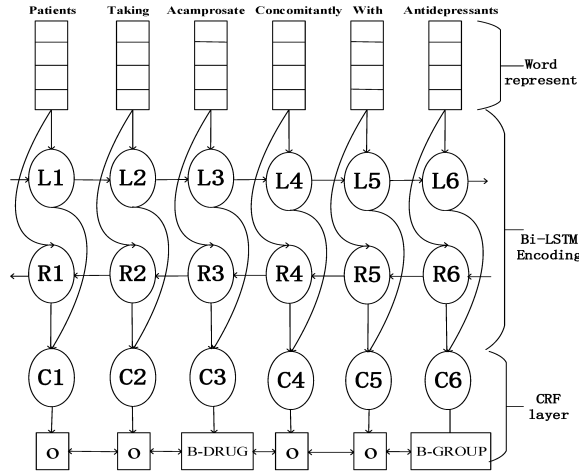 Patients Taking Acamprosate Concomitantly With Antidepressants
Word
represent
L1 L2 L3 L4 L5 L6
Bi-LSTM
Encoding
R1 R2 R3 R4 R5 R6
C1 C2 C3 C4 C5 C6
CRF
layer
O O B-DRUG O O B-GROUP